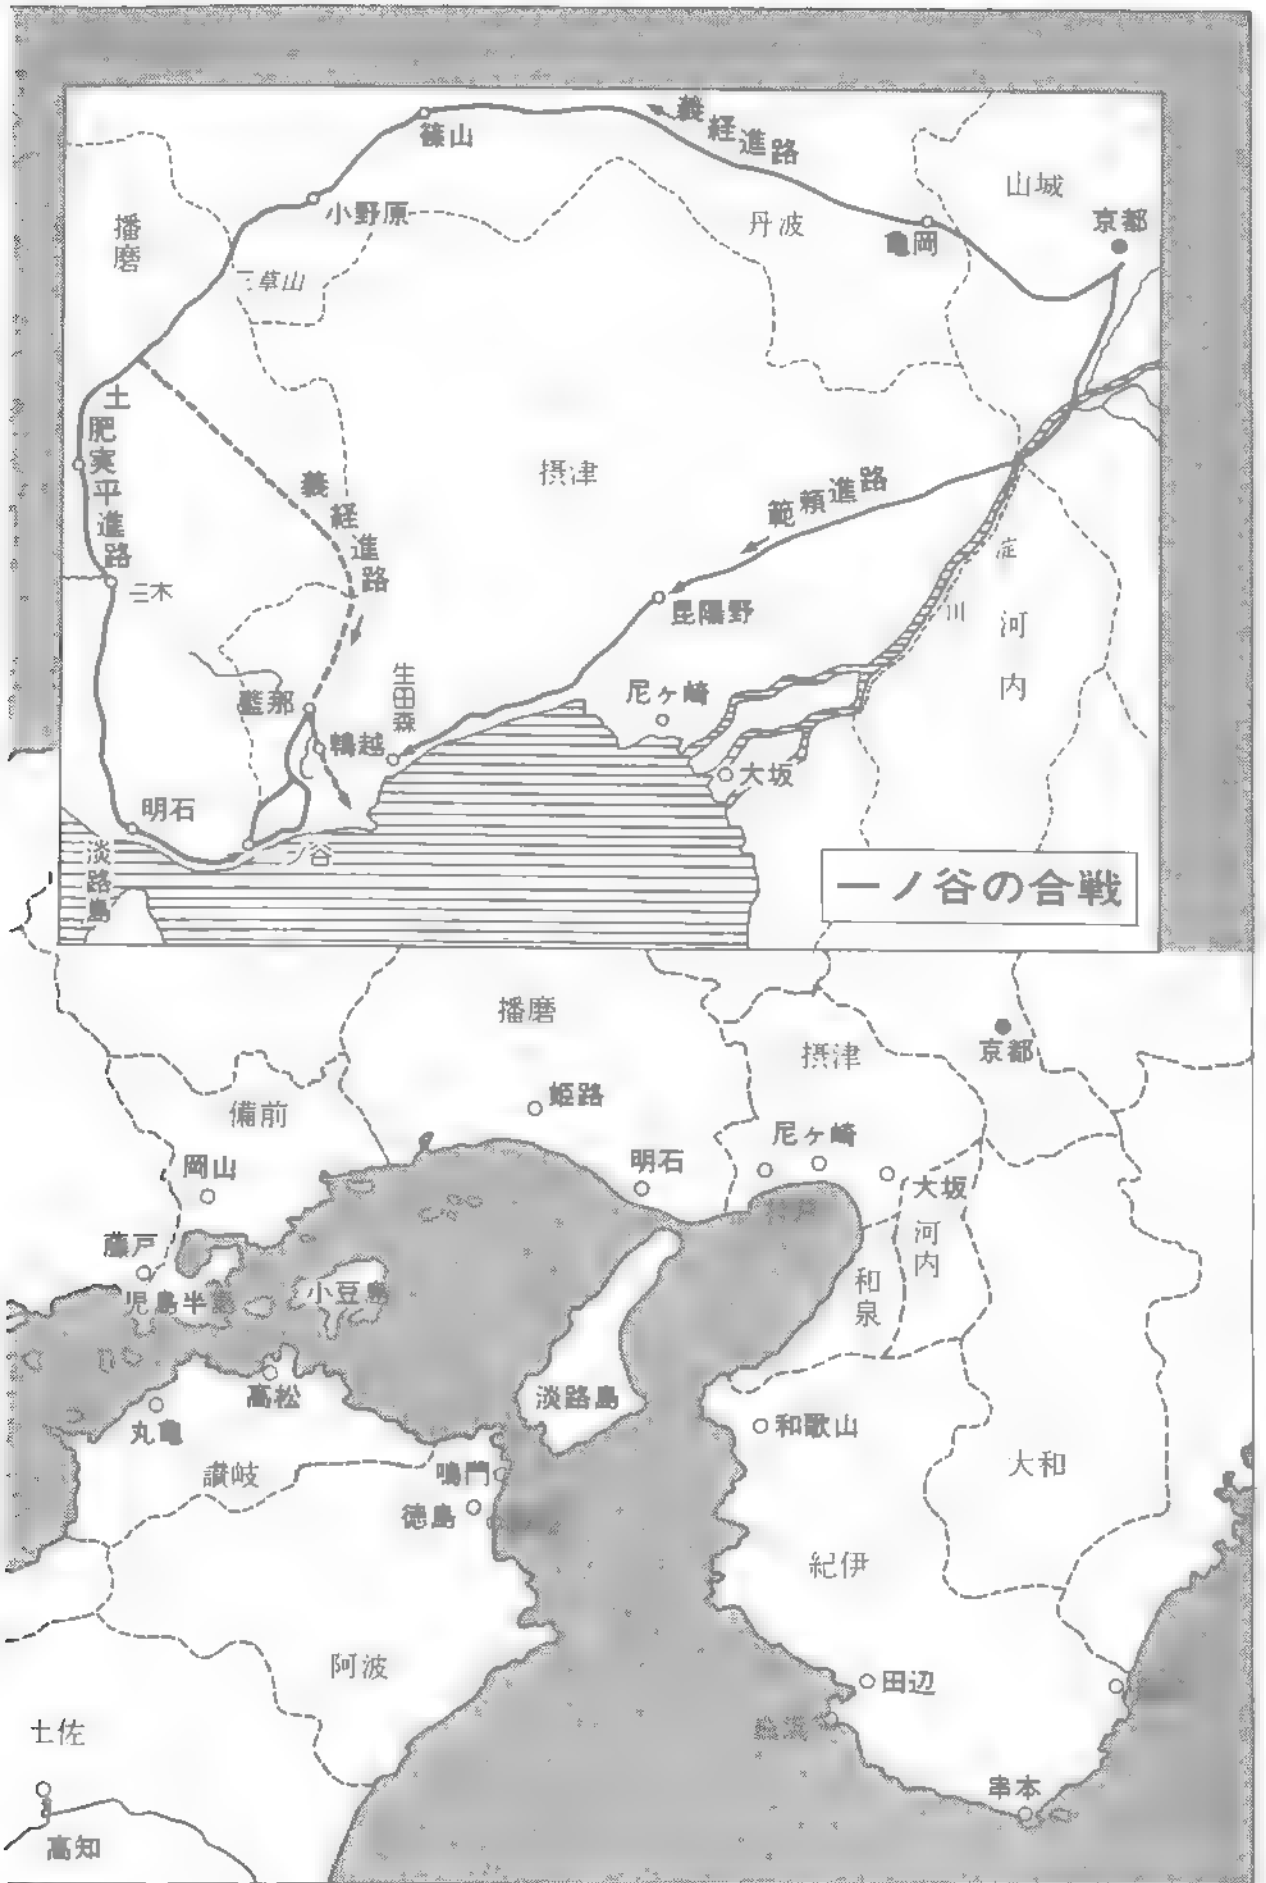 義経進路
篠山
山城
小野原
京都
播磨
丹波
亀岡
三草山
土肥実平進路
摂津
義経進路
範頼進路
淀川
三木
昆陽野
河内
生田森
尼ヶ崎
藍那
鵯越
大坂
明石
一ノ谷
淡路島
一ノ谷の合戦
播磨
京都
摂津
姫路
備前
尼ヶ崎
岡山
明石
大坂
藤戸
河内
和泉
児島半島
小豆島
高松
淡路島
丸亀
和歌山
讃岐
大和
鳴門
徳島
紀伊
阿波
田辺
土佐
串本
高知